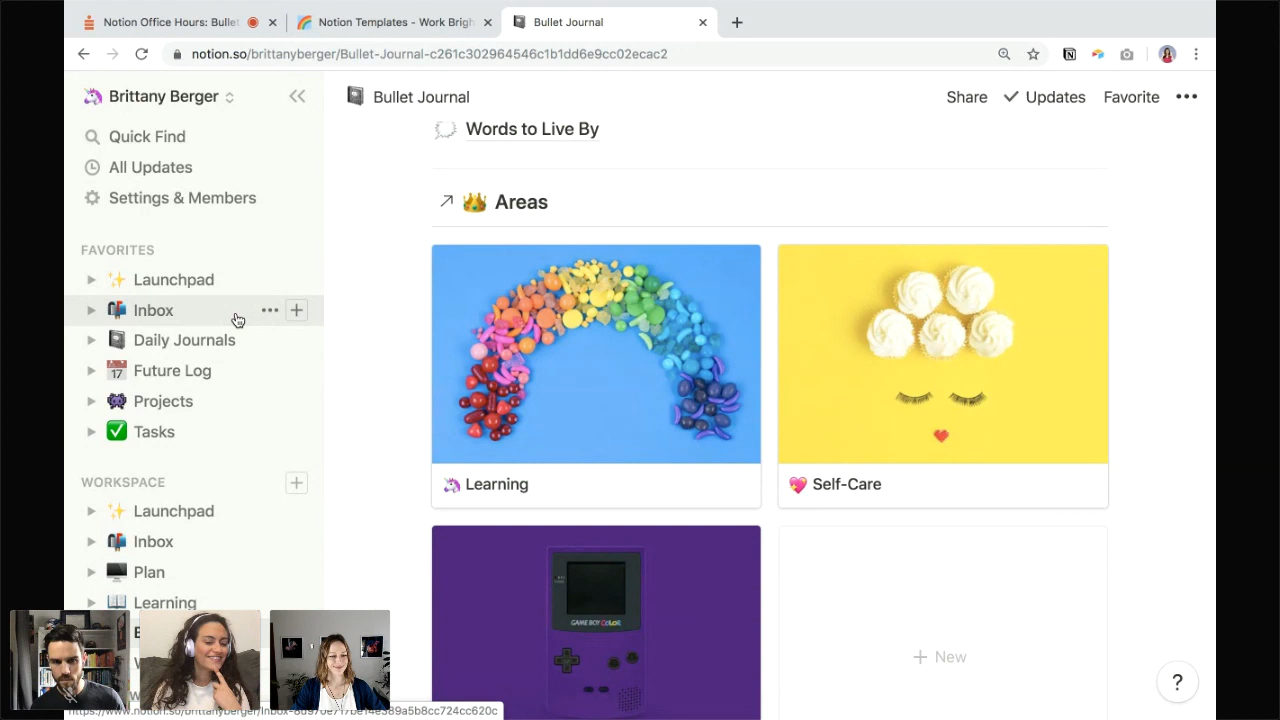 Notion Office Hours: Bullet
Notion Templates - Work Brigh
Bullet Journal
notion.so/brittanyberger/Bullet-Journal-c261c302964546c1b1dd6e9cc02ecac2
Brittany Berger
Quick Find
All Updates
Settings & Members
FAVORITES
Launchpad
Inbox
Daily Journals
Future Log
17
Projects
Tasks
WORKSPACE
Launchpad
Inbox
Plan
Learning
Bullet Journal
Share
Updates
Favorite
Words to Live By
Areas
Learning
Self-Care
GAME BOY COLOR
New
?